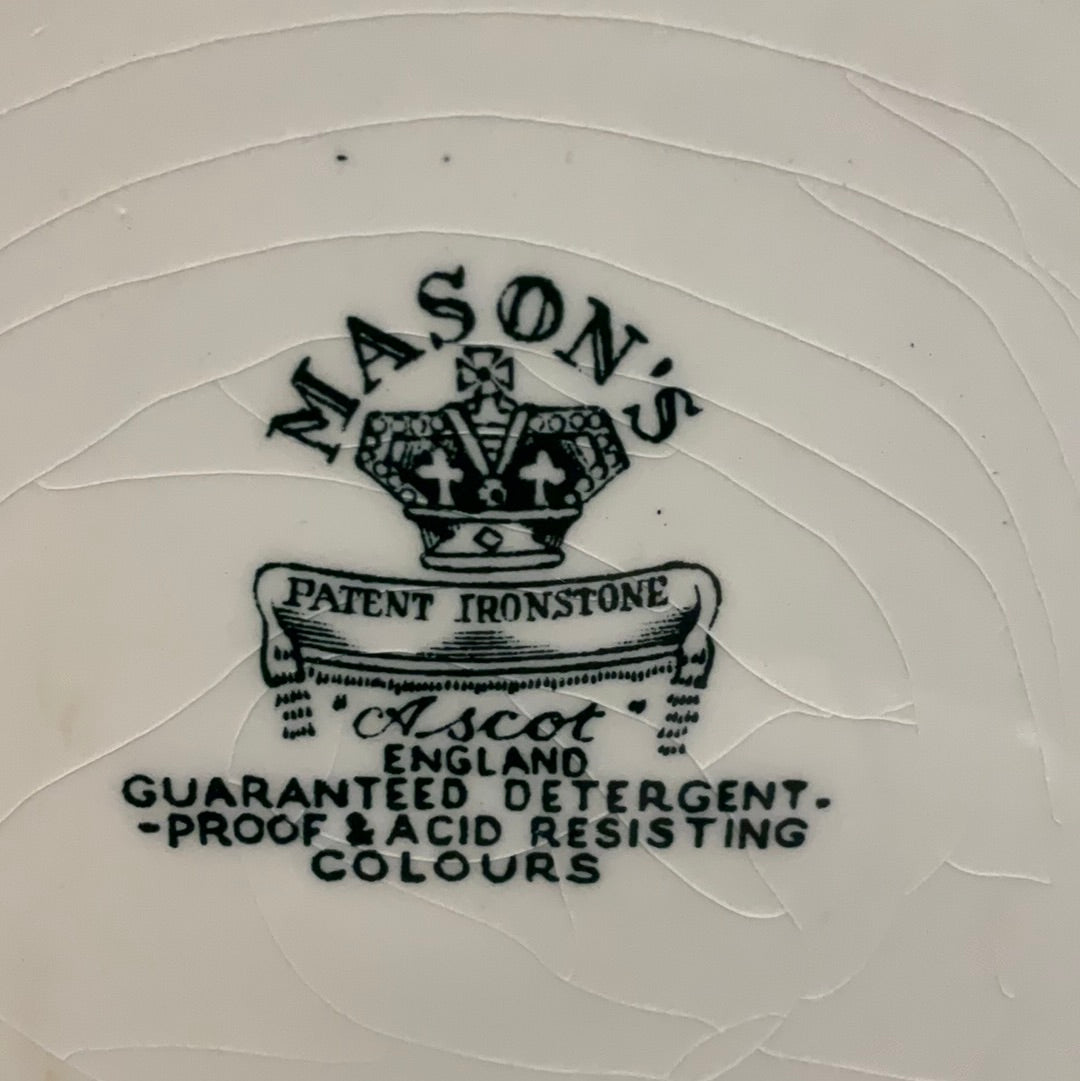 MASON'S
PATENT IRONSTONE
"Ascot"
ENGLAND
GUARANTEED DETERGENT-
-PROOF & ACID RESISTING
COLOURS